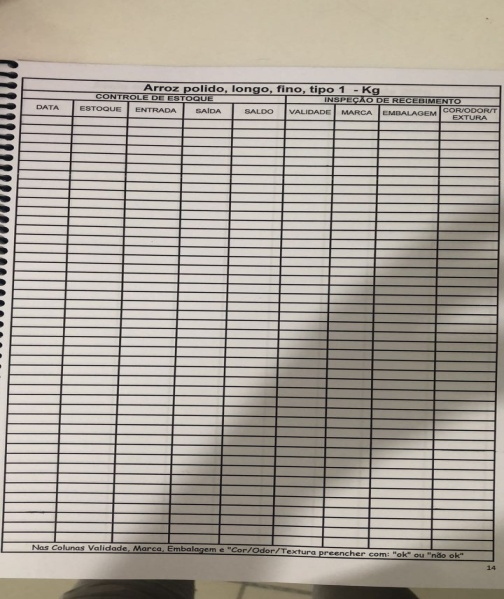 Arroz polido, longo, fino, tipo 1 - Kg
CONTROLE DE ESTOQUE INSPEÇÃO DE RECEBIMENTO
DATA ESTOQUE ENTRADA SAÍDA SALDO VALIDADE MARCA EMBALAGEM COR/ODOR/T
EXTURA
Nas Colunas Validade, Marca, Embalagem e "Cor/Odor/Textura preencher com: "ok" ou "não ok"
14